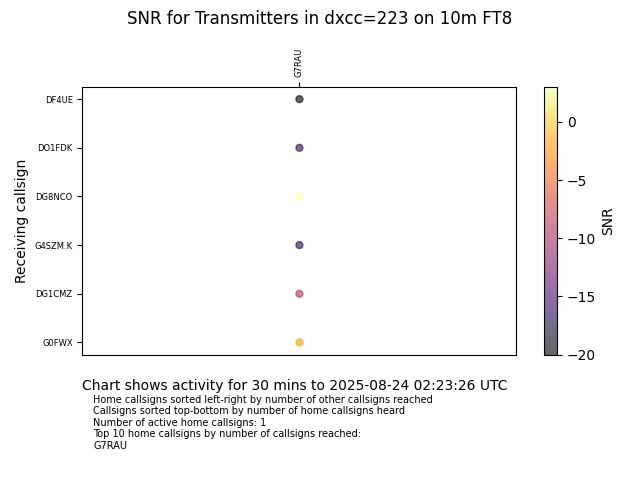 SNR for Transmitters in dxcc=223 on 10m FT8
G7RAU
DF4UE
DO1FDK
DG8NCO
G4SZM.K
DG1CMZ
G0FWX
Receiving callsign
0
−5
−10
−15
−20
SNR
Chart shows activity for 30 mins to 2025-08-24 02:23:26 UTC
Home callsigns sorted left-right by number of other callsigns reached
Callsigns sorted top-bottom by number of home callsigns heard
Number of active home callsigns: 1
Top 10 home callsigns by number of callsigns reached:
G7RAU